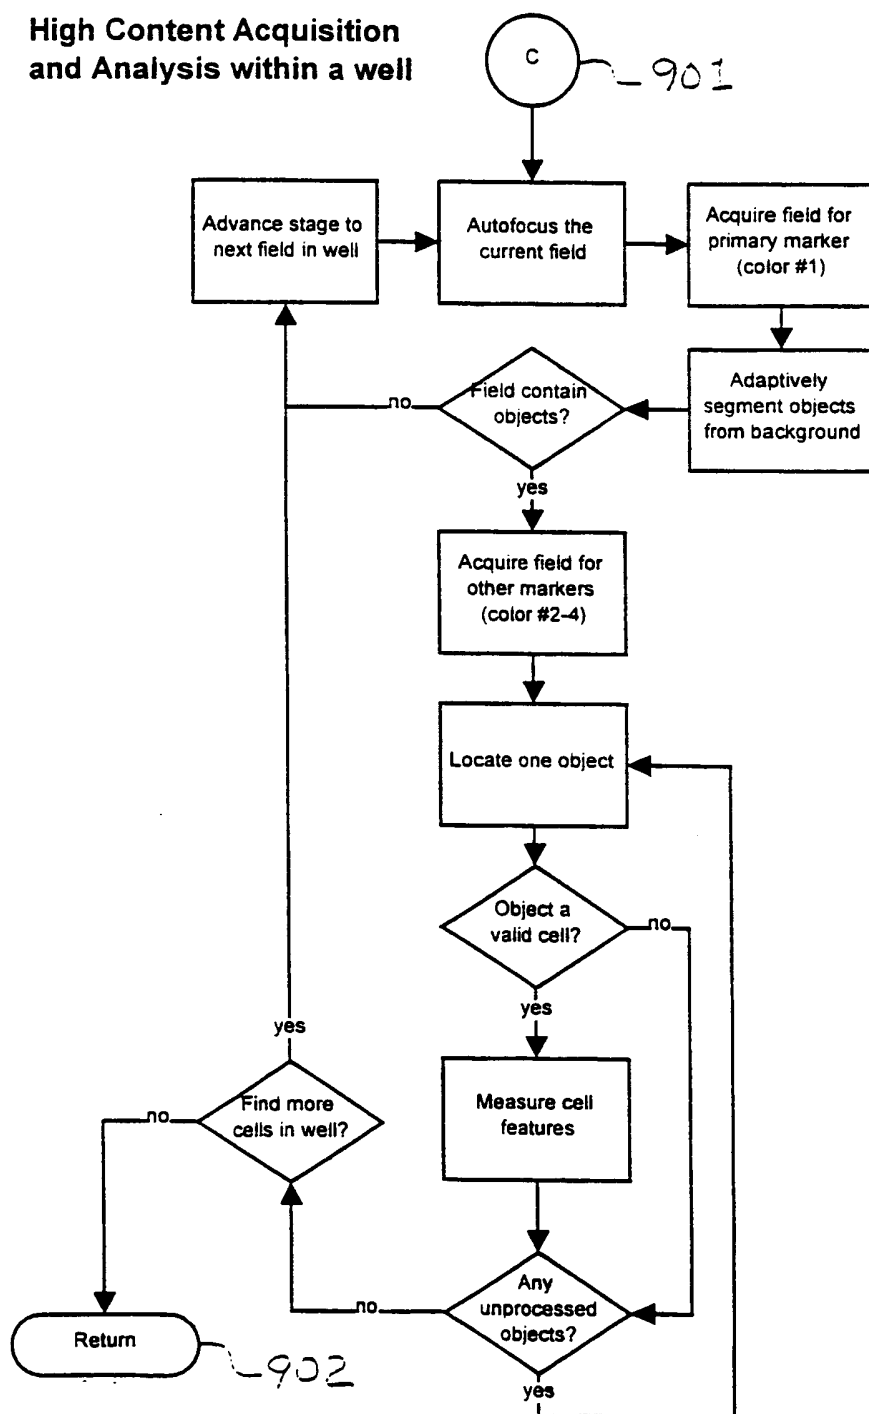 High Content Acquisition
and Analysis within a well
C
901
Advance stage to
next field in well
Autofocus the
current field
Acquire field for
primary marker
(color #1)
Field contain
objects?
no
Adaptively
segment objects
from background
yes
Acquire field for
other markers
(color #2-4)
Locate one object
Object a
valid cell?
no
yes
yes
Measure cell
features
Find more
cells in well?
no
Any
unprocessed
objects?
no
Return
902
yes